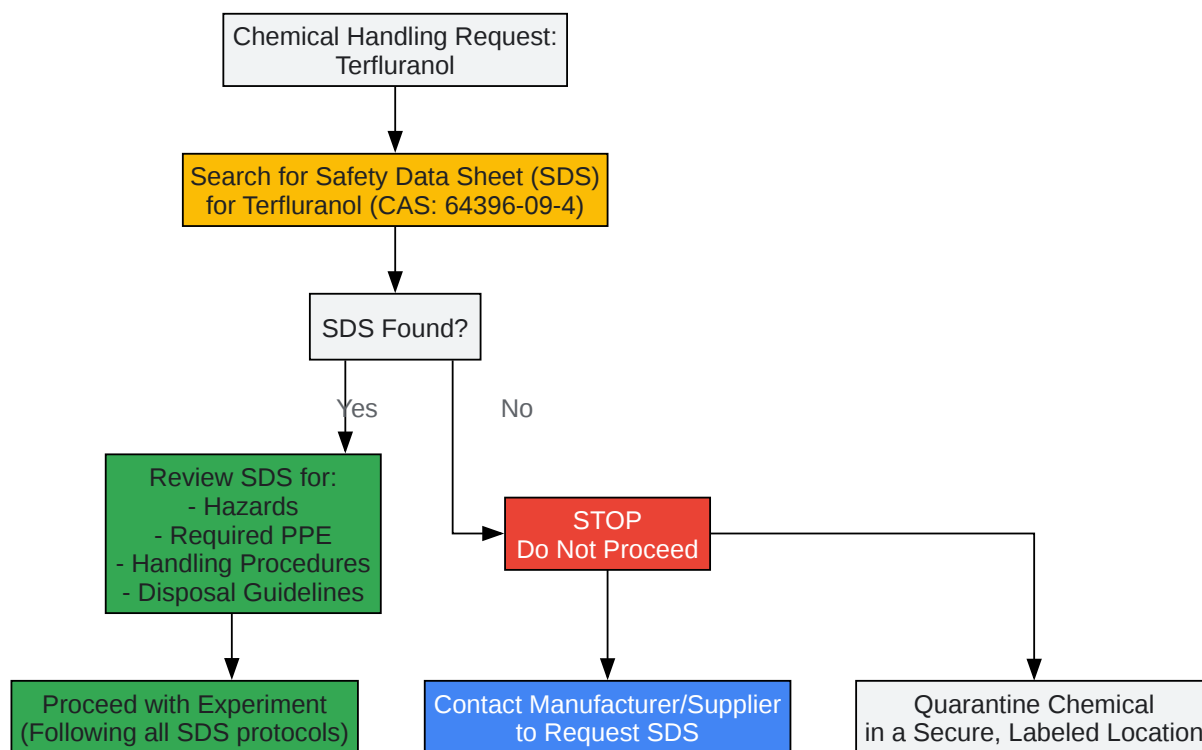 Chemical Handling Request:
Terfluranol
Search for Safety Data Sheet (SDS)
for Terfluranol (CAS: 64396-09-4)
SDS Found?
Yes
No
Review SDS for:
- Hazards
- Required PPE
- Handling Procedures
- Disposal Guidelines
STOP
Do Not Proceed
Proceed with Experiment
(Following all SDS protocols)
Contact Manufacturer/Supplier
to Request SDS
Quarantine Chemical
in a Secure, Labeled Location